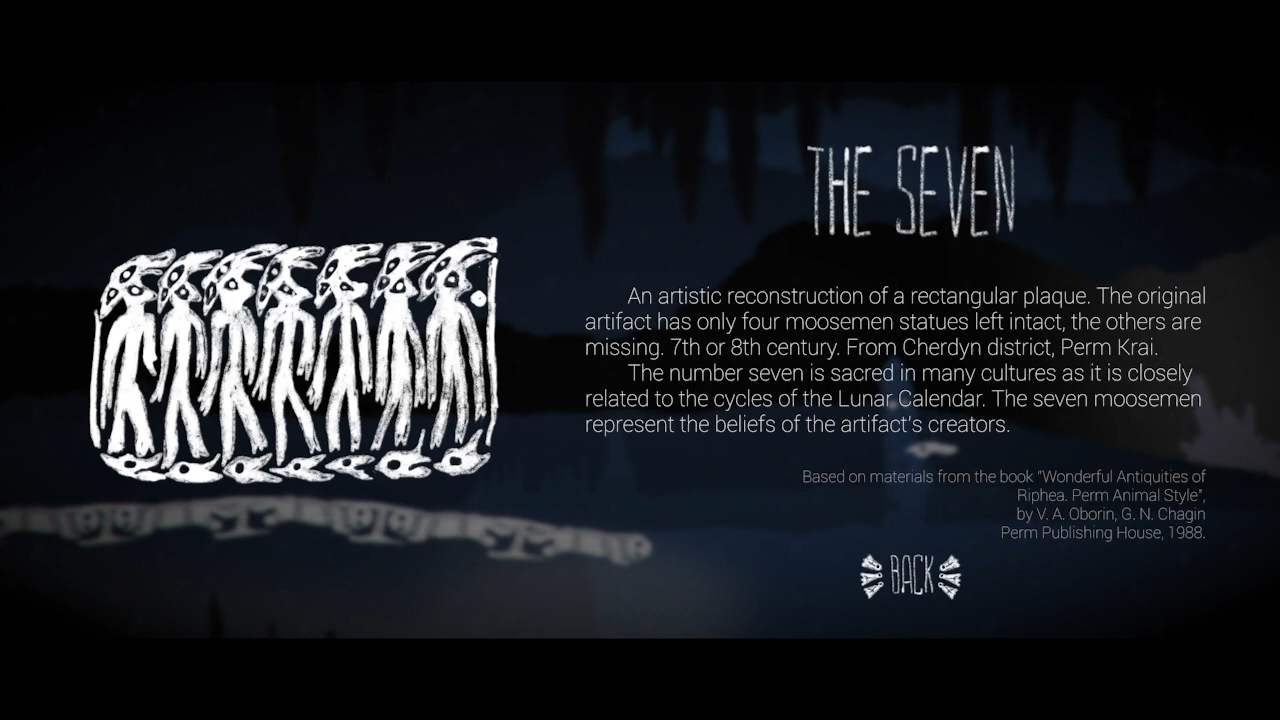 THE SEVEN
An artistic reconstruction of a rectangular plaque. The original
artifact has only four moosemen statues left intact, the others are
missing. 7th or 8th century. From Cherdyn district, Perm Krai.
The number seven is sacred in many cultures as it is closely
related to the cycles of the Lunar Calendar. The seven moosemen
represent the beliefs of the artifact's creators.
Based on materials from the book "Wonderful Antiquities of
Riphea. Perm Animal Style",
by V. A. Oborin, G. N. Chagin
Perm Publishing House, 1988.
BACK